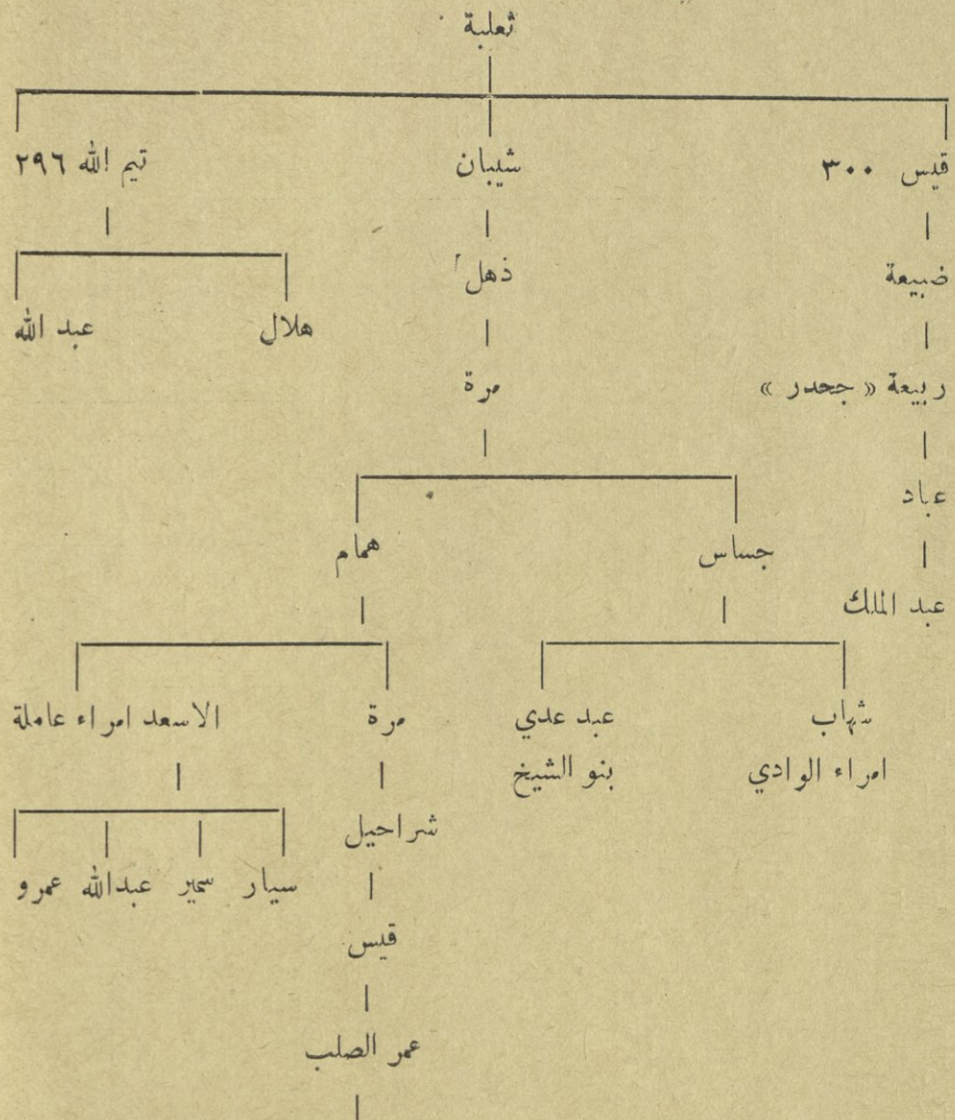 ثعلبة
قيس ٣٠٠ شيبان تيم الله ٢٩٦
ضبيعة ذهل هلال عبد الله
ربيعة « جحدر » مرة
عباد
جساس همام
عبد الملك
شهاب عبد عدي مرة الاسعد امراء عاملة
امراء الوادي بنو الشيخ
شراحيل
سيار سمير عبدالله عمرو
قيس
عمر الصلب